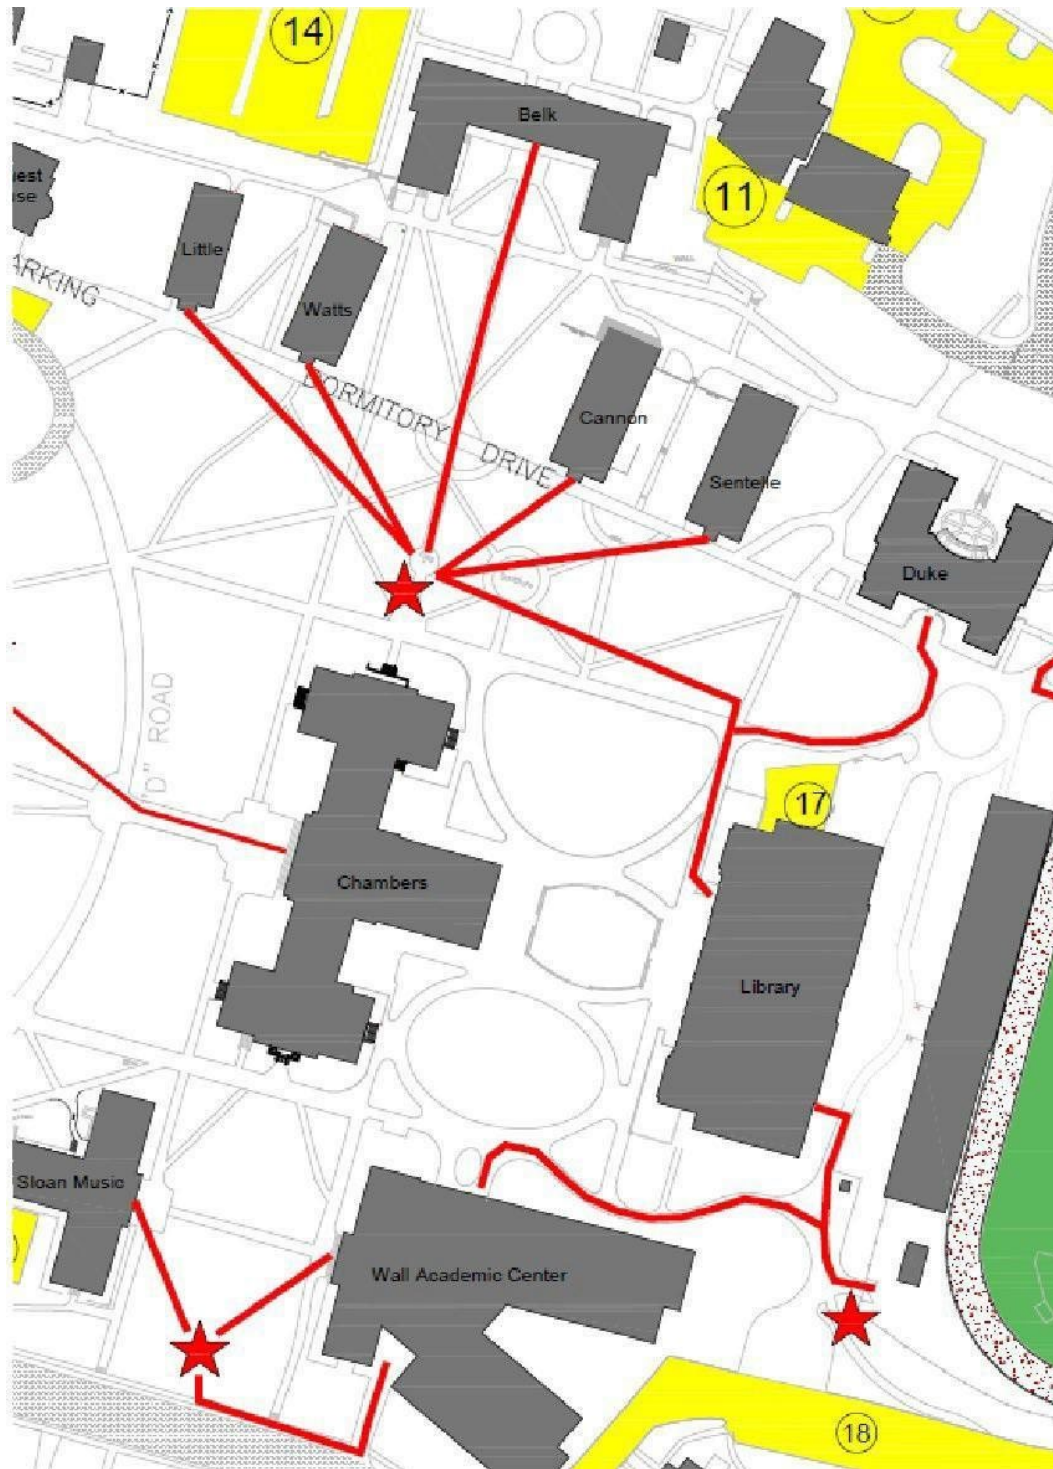 14
Belk
11
Little
Watts
Cannon
DORMITORY DRIVE
Sentelle
Duke
"D" ROAD
17
Chambers
Library
Sloan Music
Wall Academic Center
18